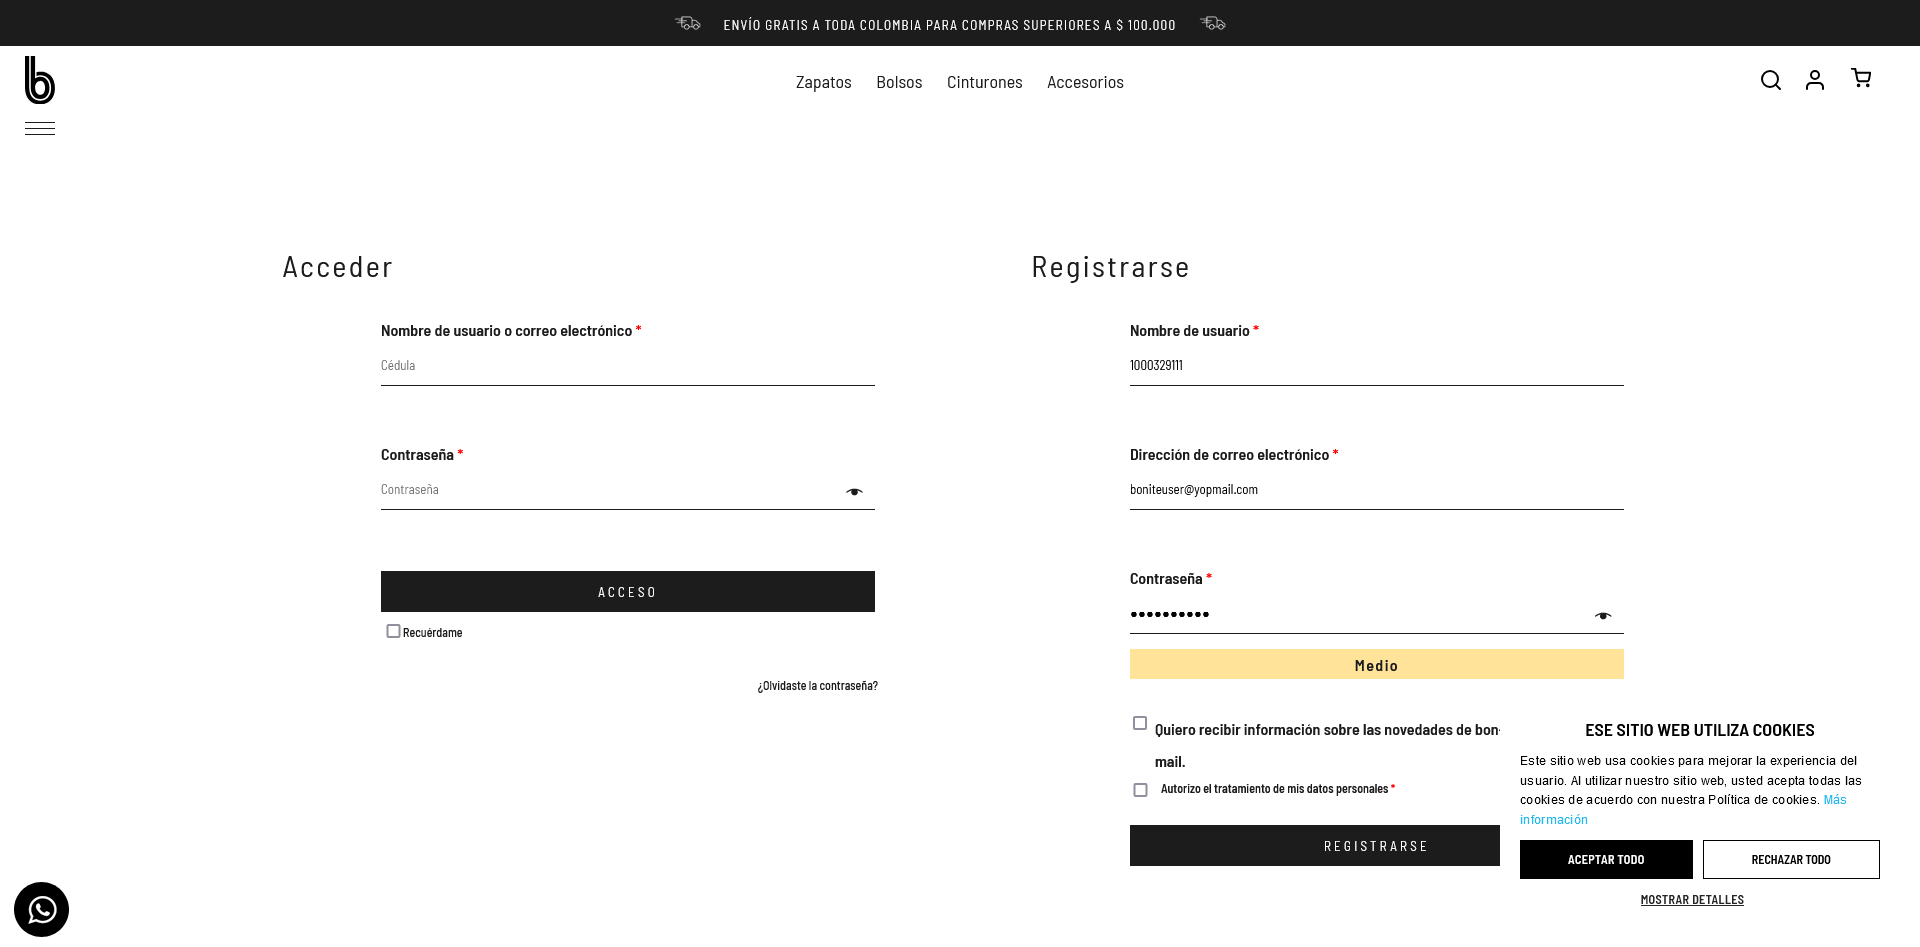 ENVÍO GRATIS A TODA COLOMBIA PARA COMPRAS SUPERIORES A $ 100.000
b
Zapatos Bolsos Cinturones Accesorios
Acceder
Nombre de usuario o correo electrónico *
Cédula
Contraseña *
Contraseña
ACCESO
Recuérdame
¿Olvidaste la contraseña?
Registrarse
Nombre de usuario *
1000329111
Dirección de correo electrónico *
boniteuser@yopmail.com
Contraseña *
••••••••••
Medio
Quiero recibir información sobre las novedades de bon
mail.
Autorizo el tratamiento de mis datos personales *
REGISTRARSE
ESE SITIO WEB UTILIZA COOKIES
Este sitio web usa cookies para mejorar la experiencia del
usuario. Al utilizar nuestro sitio web, usted acepta todas las
cookies de acuerdo con nuestra Política de cookies. Más
información
ACEPTAR TODO RECHAZAR TODO
MOSTRAR DETALLES